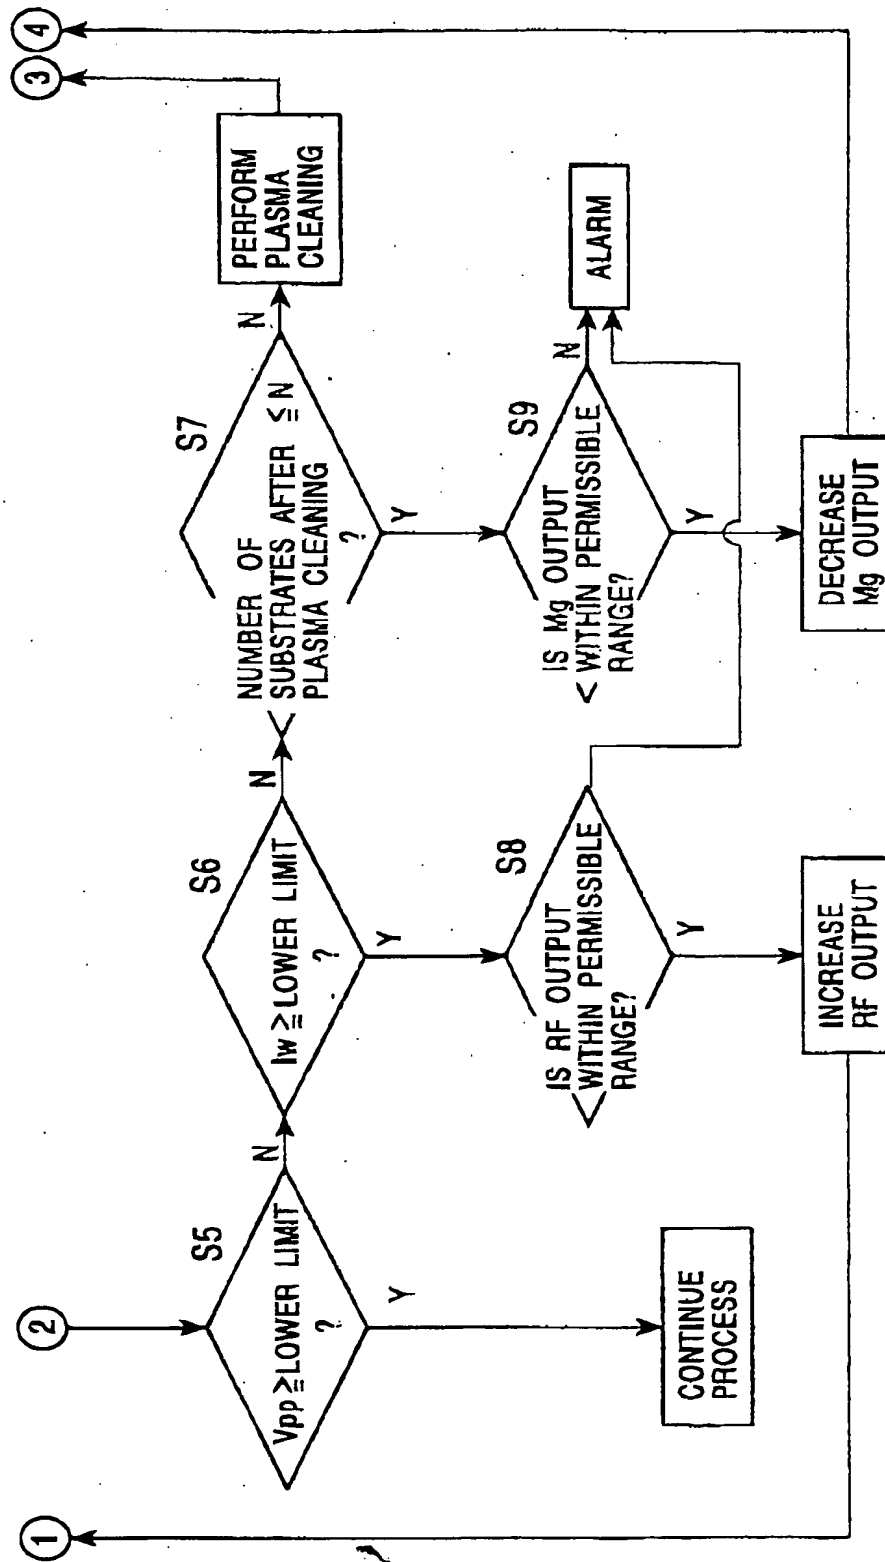 1
2
3
4
S5
Vpp≧LOWER LIMIT
?
N
Y
S6
Iw≧LOWER LIMIT
?
N
Y
S7
NUMBER OF
SUBSTRATES AFTER ≦N
PLASMA CLEANING
?
N
Y
PERFORM
PLASMA
CLEANING
CONTINUE
PROCESS
S8
IS RF OUTPUT
WITHIN PERMISSIBLE
RANGE?
Y
S9
IS Mg OUTPUT
WITHIN PERMISSIBLE
RANGE?
N
Y
ALARM
INCREASE
RF OUTPUT
DECREASE
Mg OUTPUT